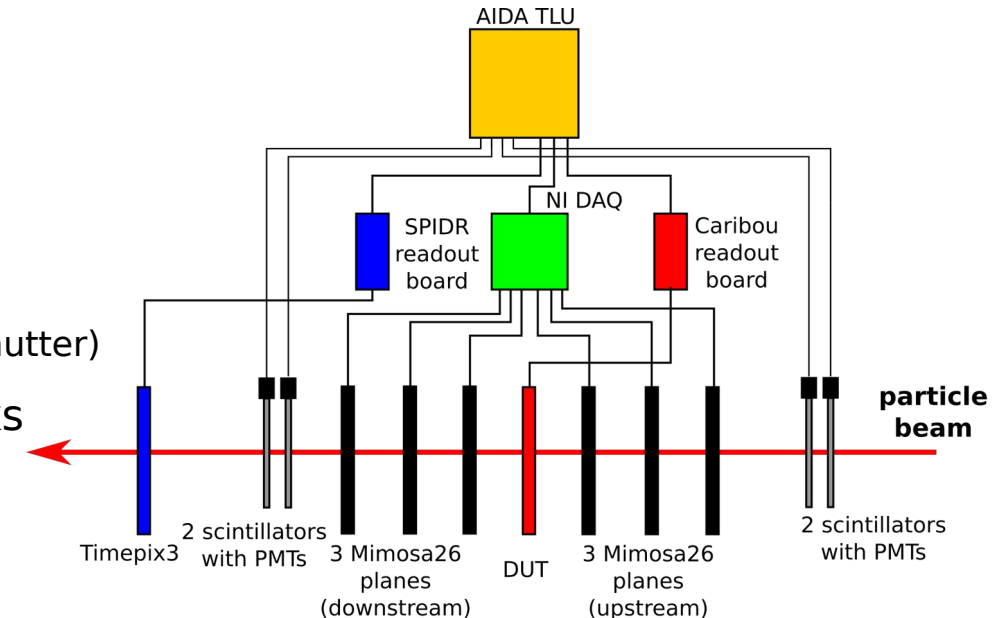 AIDA TLU
NI DAQ
SPIDR
readout
board
Caribou
readout
board
utter)
particle
beam
2 scintillators
with PMTs
Timepix3
3 Mimosa26
planes
(downstream)
DUT
3 Mimosa26
planes
(upstream)
2 scintillators
with PMTs